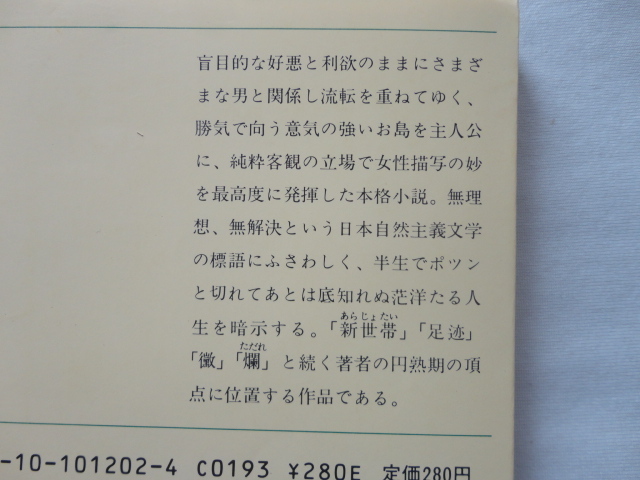 盲目的な好悪と利欲のままにさまざ
まな男と関係し流転を重ねてゆく、
勝気で向う意気の強いお島を主人公
に、純粋客観の立場で女性描写の妙
を最高度に発揮した本格小説。無理
想、無解決という日本自然主義文学
の標語にふさわしく、半生でポツン
と切れてあとは底知れぬ茫洋たる人
あらじょたい
生を暗示する。「新世帯」「足迹」
ただれ
「黴」「爛」と続く著者の円熟期の頂
点に位置する作品である。
-10-101202-4 C0193 ¥280E 定価280円